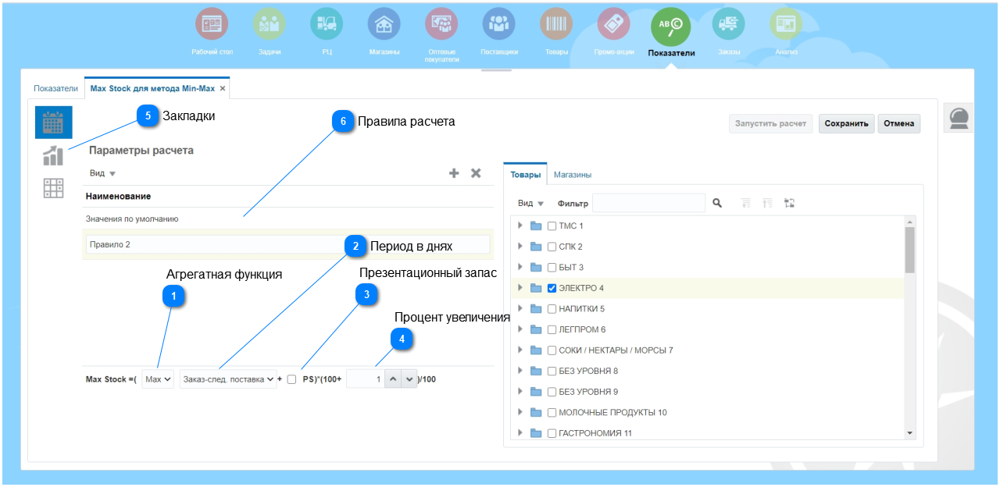 Рабочий стол
Задачи
РЦ
Магазины
Оптовые
покупатели
Поставщики
Товары
Промо-акции
ABC
Показатели
Заказы
Анализ
Показатели
Max Stock для метода Min-Max ×
5 Закладки
6 Правила расчета
Запустить расчет
Сохранить
Отмена
Параметры расчета
Вид
Наименование
Значения по умолчанию
Правило 2
2 Период в днях
Агрегатная функция
1
Презентационный запас
3
Процент увеличения
4
Max Stock =( Max Заказ-след. поставка + PS)*(100+ 1 )/100
Товары
Магазины
Вид
Фильтр
ТМС 1
СПК 2
БЫТ 3
ЭЛЕКТРО 4
НАПИТКИ 5
ЛЕГПРОМ 6
СОКИ / НЕКТАРЫ / МОРСЫ 7
БЕЗ УРОВНЯ 8
БЕЗ УРОВНЯ 9
МОЛОЧНЫЕ ПРОДУКТЫ 10
ГАСТРОНОМИЯ 11